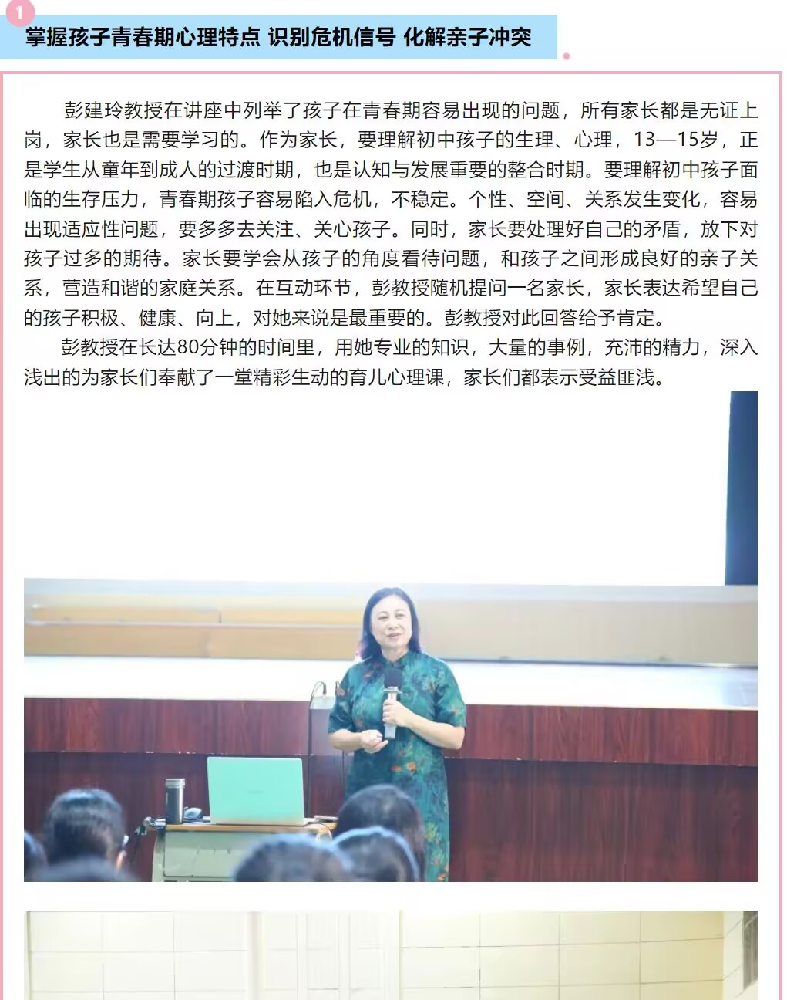 1
掌握孩子青春期心理特点 识别危机信号 化解亲子冲突
彭建玲教授在讲座中列举了孩子在青春期容易出现的问题，所有家长都是无证上
岗，家长也是需要学习的。作为家长，要理解初中孩子的生理、心理，13—15岁，正
是学生从童年到成人的过渡时期，也是认知与发展重要的整合时期。要理解初中孩子面
临的生存压力，青春期孩子容易陷入危机，不稳定。个性、空间、关系发生变化，容易
出现适应性问题，要多多去关注、关心孩子。同时，家长要处理好自己的矛盾，放下对
孩子过多的期待。家长要学会从孩子的角度看待问题，和孩子之间形成良好的亲子关
系，营造和谐的家庭关系。在互动环节，彭教授随机提问一名家长，家长表达希望自己
的孩子积极、健康、向上，对她来说是最重要的。彭教授对此回答给予肯定。
彭教授在长达80分钟的时间里，用她专业的知识，大量的事例，充沛的精力，深入
浅出的为家长们奉献了一堂精彩生动的育儿心理课，家长们都表示受益匪浅。